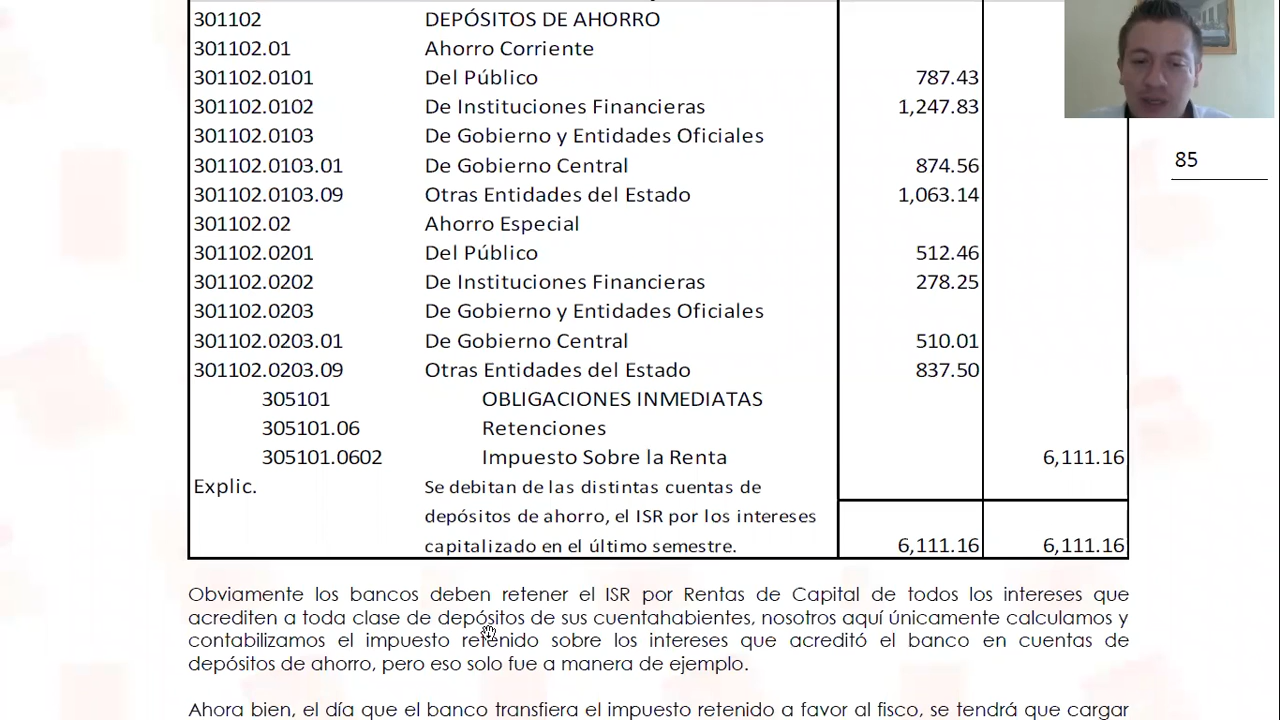 301102 DEPÓSITOS DE AHORRO
301102.01 Ahorro Corriente
301102.0101 Del Público 787.43
301102.0102 De Instituciones Financieras 1,247.83
301102.0103 De Gobierno y Entidades Oficiales
85
301102.0103.01 De Gobierno Central 874.56
301102.0103.09 Otras Entidades del Estado 1,063.14
301102.02 Ahorro Especial
301102.0201 Del Público 512.46
301102.0202 De Instituciones Financieras 278.25
301102.0203 De Gobierno y Entidades Oficiales
301102.0203.01 De Gobierno Central 510.01
301102.0203.09 Otras Entidades del Estado 837.50
305101 OBLIGACIONES INMEDIATAS
305101.06 Retenciones
305101.0602 Impuesto Sobre la Renta 6,111.16
Explic. Se debitan de las distintas cuentas de
depósitos de ahorro, el ISR por los intereses
capitalizado en el último semestre. 6,111.16 6,111.16
Obviamente los bancos deben retener el ISR por Rentas de Capital de todos los intereses que
acrediten a toda clase de depósitos de sus cuentahabientes, nosotros aquí únicamente calculamos y
contabilizamos el impuesto retenido sobre los intereses que acreditó el banco en cuentas de
depósitos de ahorro, pero eso solo fue a manera de ejemplo.
Ahora bien, el día que el banco transfiera el impuesto retenido a favor al fisco, se tendrá que cargar